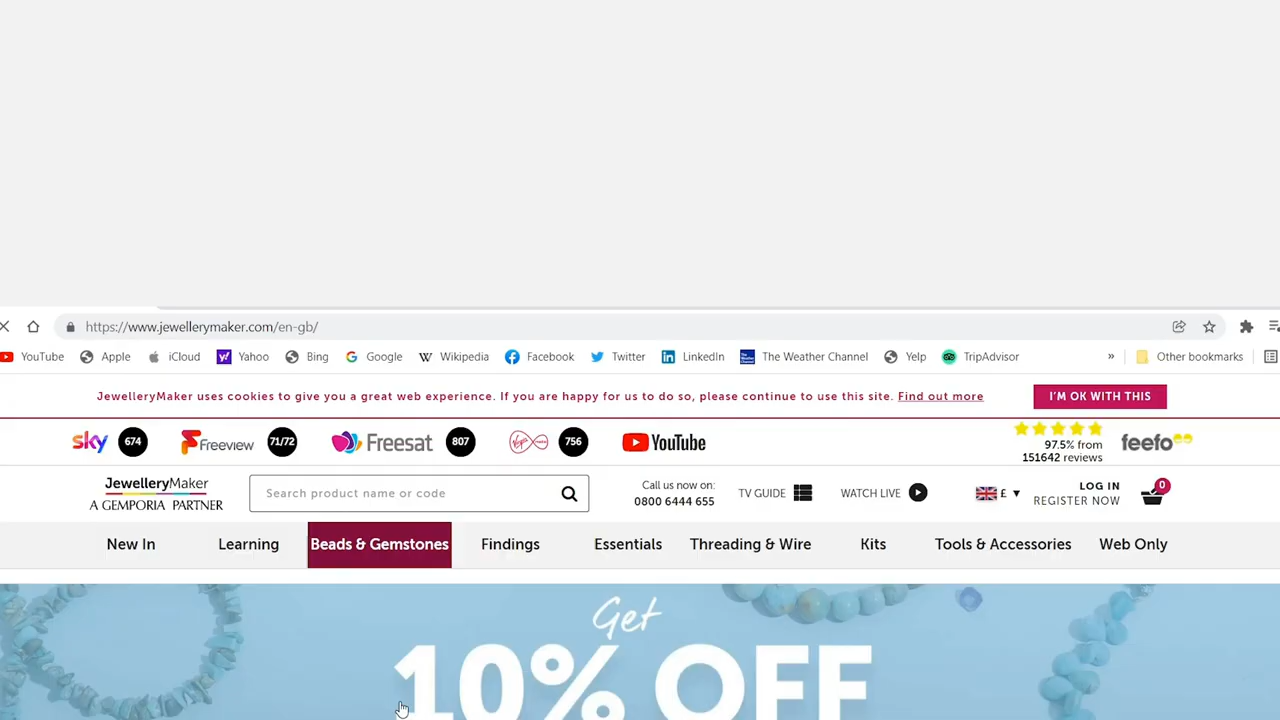 https://www.jewellerymaker.com/en-gb/
YouTube Apple iCloud Yahoo Bing Google Wikipedia Facebook Twitter LinkedIn The Weather Channel Yelp TripAdvisor » Other bookmarks
JewelleryMaker uses cookies to give you a great web experience. If you are happy for us to do so, please continue to use this site. Find out more I'M OK WITH THIS
sky 674 Freeview 71/72 Freesat 807 Virgin media 756 YouTube
97.5% from
151642 reviews
feefo
JewelleryMaker
A GEMPORIA PARTNER
Search product name or code
Call us now on:
0800 6444 655
TV GUIDE WATCH LIVE £ ▼
LOG IN
REGISTER NOW
0
New In Learning Beads & Gemstones Findings Essentials Threading & Wire Kits Tools & Accessories Web Only
Get
10% OFF